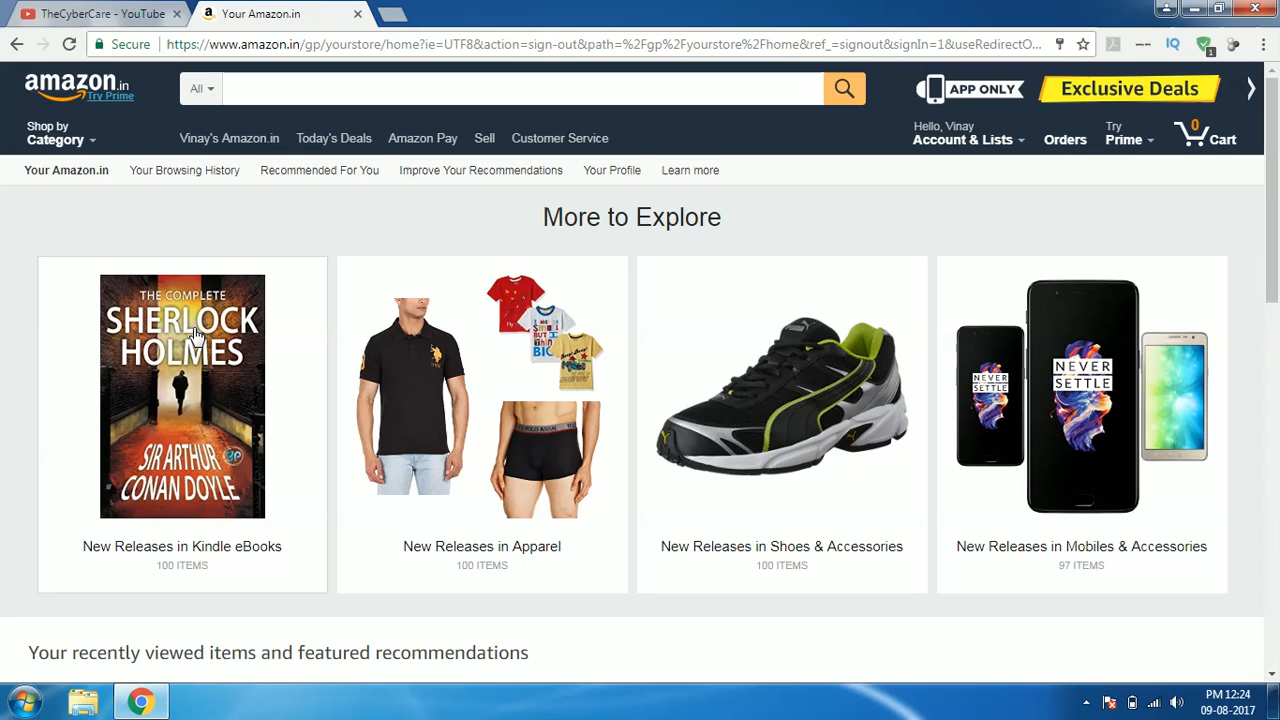 TheCyberCare - YouTube
Your Amazon.in
Secure https://www.amazon.in/gp/yourstore/home?ie=UTF8&action=sign-out&path=%2Fgp%2Fyourstore%2Fhome&ref_=signout&signIn=1&useRedirectO...
amazon.in
Try Prime
All
APP ONLY
Exclusive Deals
Shop by
Category
Vinay's Amazon.in
Today's Deals
Amazon Pay
Sell
Customer Service
Hello, Vinay
Account & Lists
Orders
Try
Prime
0
Cart
Your Amazon.in
Your Browsing History
Recommended For You
Improve Your Recommendations
Your Profile
Learn more
More to Explore
THE COMPLETE
SHERLOCK
HOLMES
SIR ARTHUR
CONAN DOYLE
NEVER
SETTLE
NEVER
SETTLE
New Releases in Kindle eBooks
100 ITEMS
New Releases in Apparel
100 ITEMS
New Releases in Shoes & Accessories
100 ITEMS
New Releases in Mobiles & Accessories
97 ITEMS
Your recently viewed items and featured recommendations
PM 12:24
09-08-2017